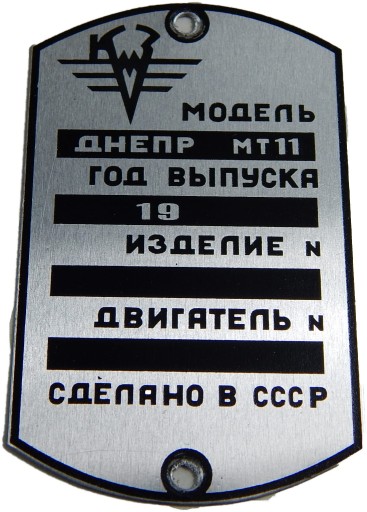 КМЗ
МОДЕЛЬ
ДНЕПР МТ11
ГОД ВЫПУСКА
19
ИЗДЕЛИЕ N
ДВИГАТЕЛЬ N
СДЕЛАНО В СССР